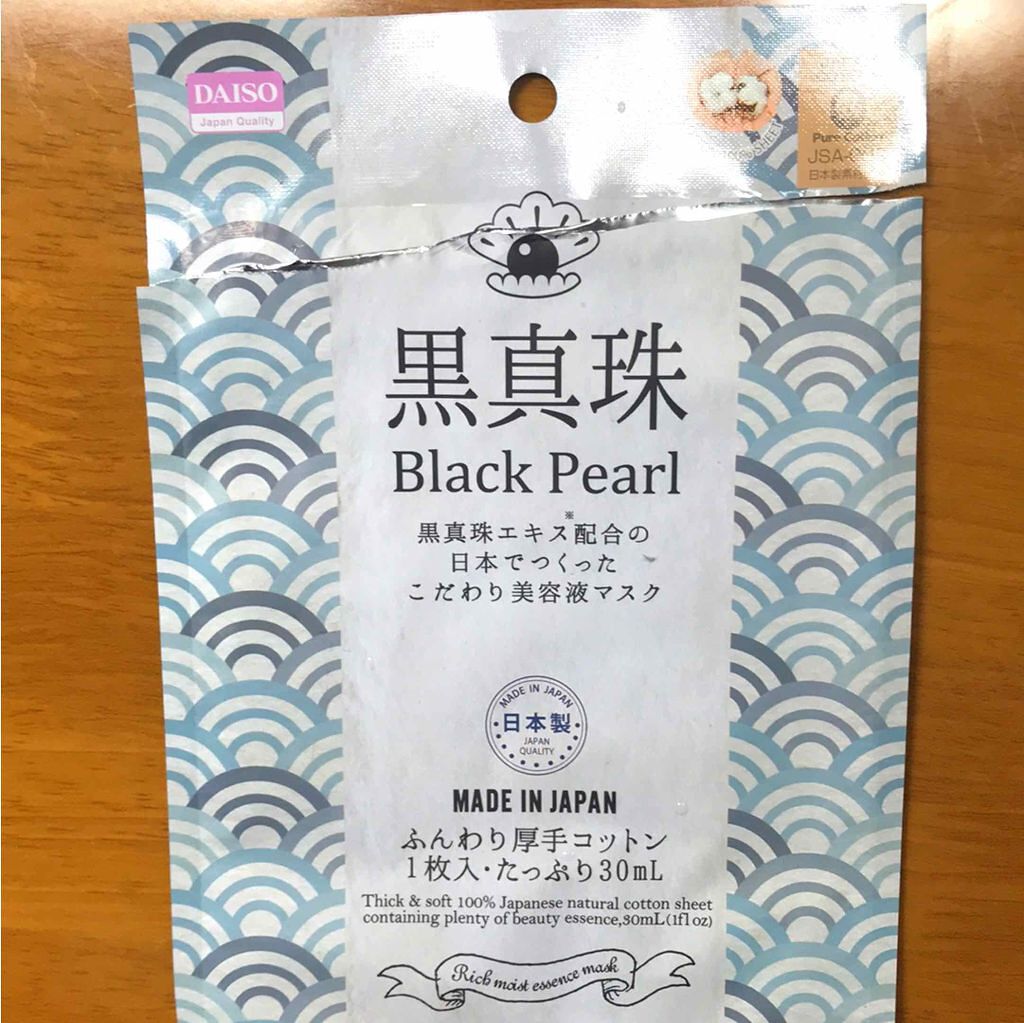 DAISO
Japan Quality
Pure Cotton
日本製
黒真珠
Black Pearl
※
黒真珠エキス配合の
日本でつくった
こだわり美容液マスク
MADE IN JAPAN
日本製
JAPAN
QUALITY
MADE IN JAPAN
ふんわり厚手コットン
1枚入・たっぷり30mL
Thick & soft 100% Japanese natural cotton sheet
containing plenty of beauty essence,30mL(1fl oz)
Rich moist essence mask